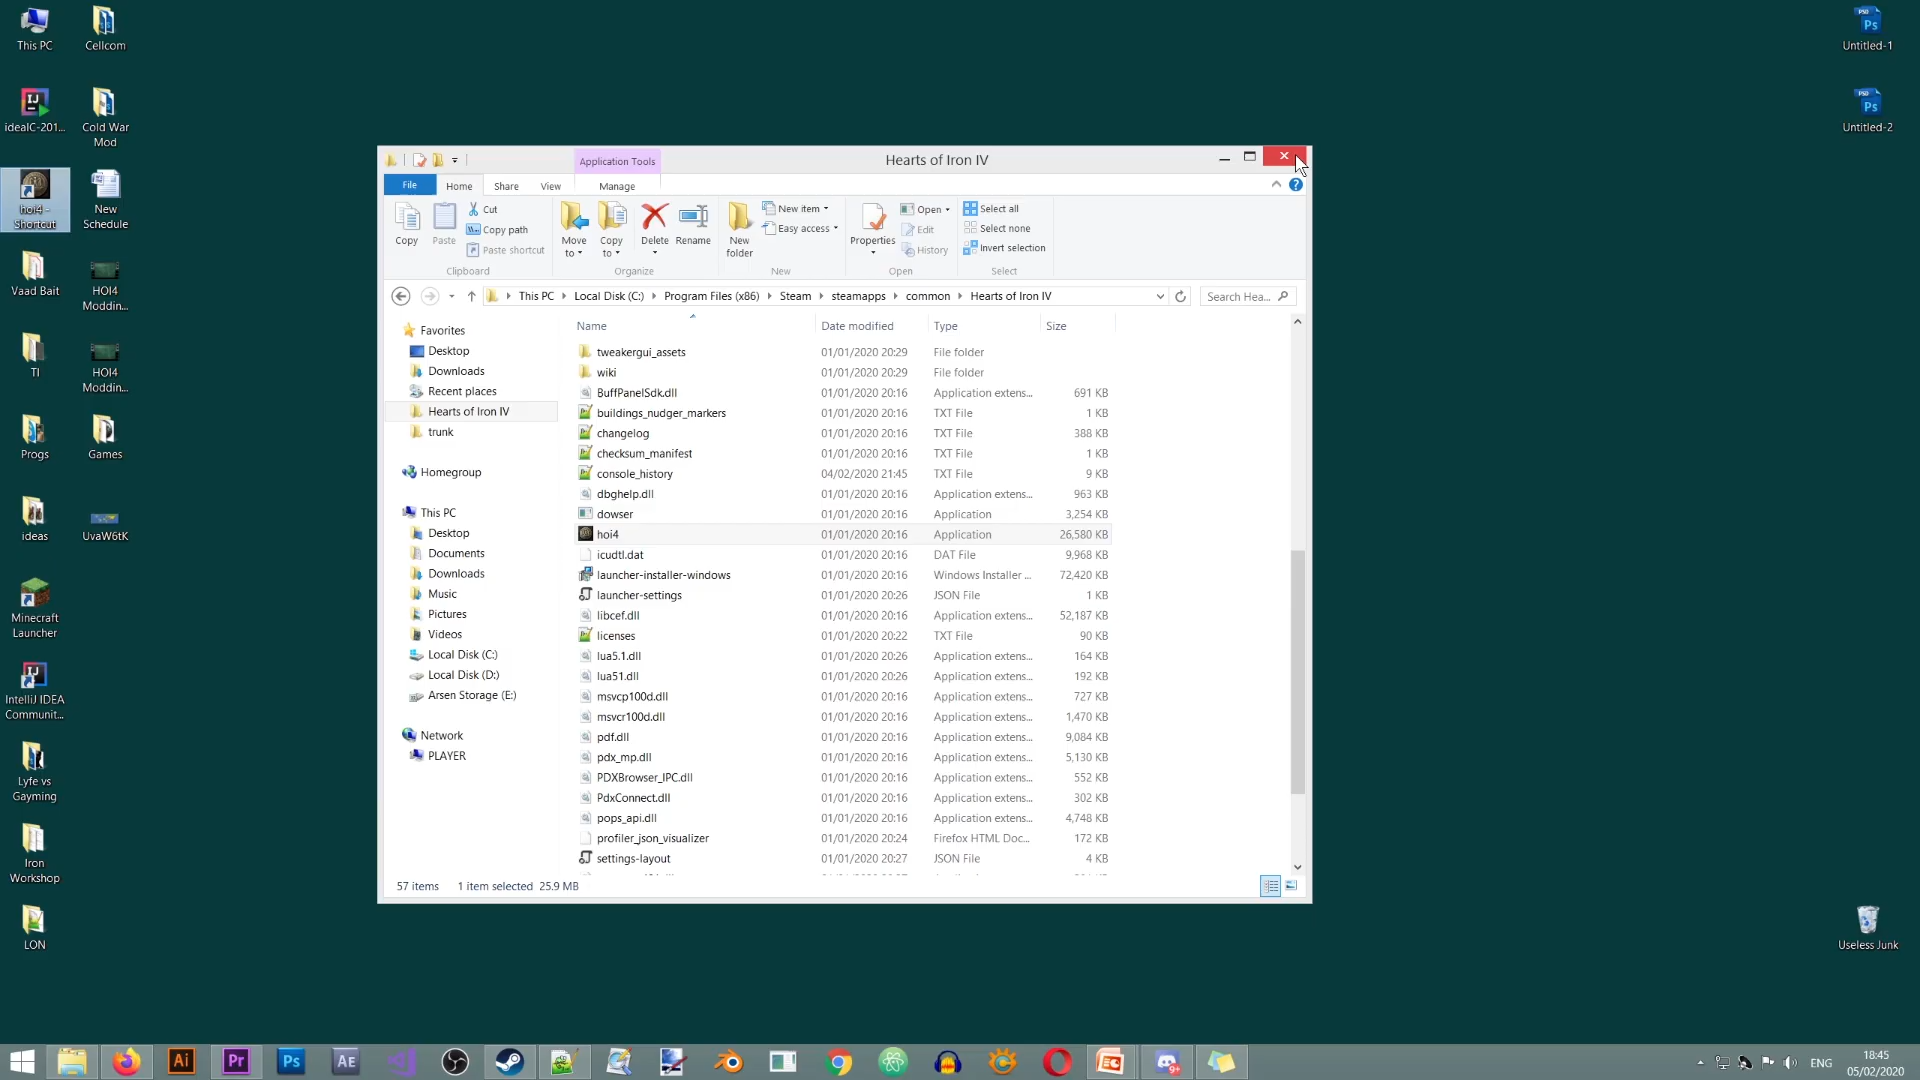 This PC
Cellcom
Untitled-1
idealC-201...
Cold War
Mod
Untitled-2
hoi4 -
Shortcut
New
Schedule
Vaad Bait
HOI4
Moddin...
TI
HOI4
Moddin...
Progs
Games
ideas
UvaW6tK
Minecraft
Launcher
IntelliJ IDEA
Communit...
Lyfe vs
Gayming
Iron
Workshop
LON
Useless Junk
Application Tools
Hearts of Iron IV
File
Home
Share
View
Manage
Copy
Paste
Cut
Copy path
Paste shortcut
Clipboard
Move
to
Copy
to
Delete
Rename
Organize
New
folder
New item
Easy access
New
Properties
Open
Edit
History
Open
Select all
Select none
Invert selection
Select
This PC
Local Disk (C:)
Program Files (x86)
Steam
steamapps
common
Hearts of Iron IV
Search Hea...
Favorites
Desktop
Downloads
Recent places
Hearts of Iron IV
trunk
Homegroup
This PC
Desktop
Documents
Downloads
Music
Pictures
Videos
Local Disk (C:)
Local Disk (D:)
Arsen Storage (E:)
Network
PLAYER
Name Date modified Type Size
tweakergui_assets 01/01/2020 20:29 File folder
wiki 01/01/2020 20:29 File folder
BuffPanelSdk.dll 01/01/2020 20:16 Application extens... 691 KB
buildings_nudger_markers 01/01/2020 20:16 TXT File 1 KB
changelog 01/01/2020 20:16 TXT File 388 KB
checksum_manifest 01/01/2020 20:16 TXT File 1 KB
console_history 04/02/2020 21:45 TXT File 9 KB
dbghelp.dll 01/01/2020 20:16 Application extens... 963 KB
dowser 01/01/2020 20:16 Application 3,254 KB
hoi4 01/01/2020 20:16 Application 26,580 KB
icudtl.dat 01/01/2020 20:16 DAT File 9,968 KB
launcher-installer-windows 01/01/2020 20:16 Windows Installer ... 72,420 KB
launcher-settings 01/01/2020 20:26 JSON File 1 KB
libcef.dll 01/01/2020 20:16 Application extens... 52,187 KB
licenses 01/01/2020 20:22 TXT File 90 KB
lua5.1.dll 01/01/2020 20:26 Application extens... 164 KB
lua51.dll 01/01/2020 20:26 Application extens... 192 KB
msvcp100d.dll 01/01/2020 20:16 Application extens... 727 KB
msvcr100d.dll 01/01/2020 20:16 Application extens... 1,470 KB
pdf.dll 01/01/2020 20:16 Application extens... 9,084 KB
pdx_mp.dll 01/01/2020 20:16 Application extens... 5,130 KB
PDXBrowser_IPC.dll 01/01/2020 20:16 Application extens... 552 KB
PdxConnect.dll 01/01/2020 20:16 Application extens... 302 KB
pops_api.dll 01/01/2020 20:16 Application extens... 4,748 KB
profiler_json_visualizer 01/01/2020 20:24 Firefox HTML Doc... 172 KB
settings-layout 01/01/2020 20:27 JSON File 4 KB
57 items 1 item selected 25.9 MB
ENG
18:45
05/02/2020